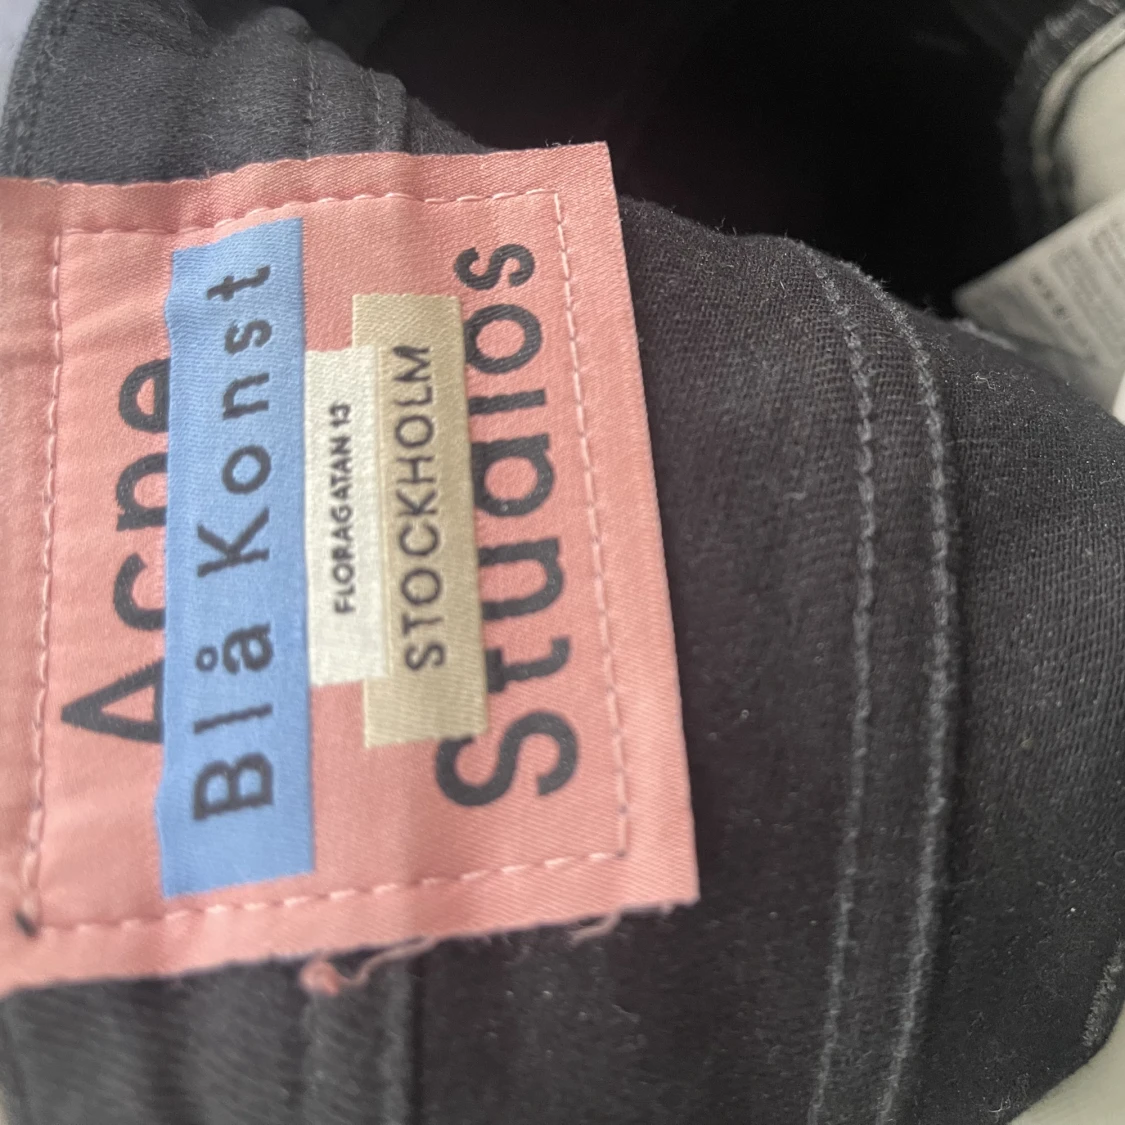 Acne
Blå Konst
FLORAGATAN 13
STOCKHOLM
Studios